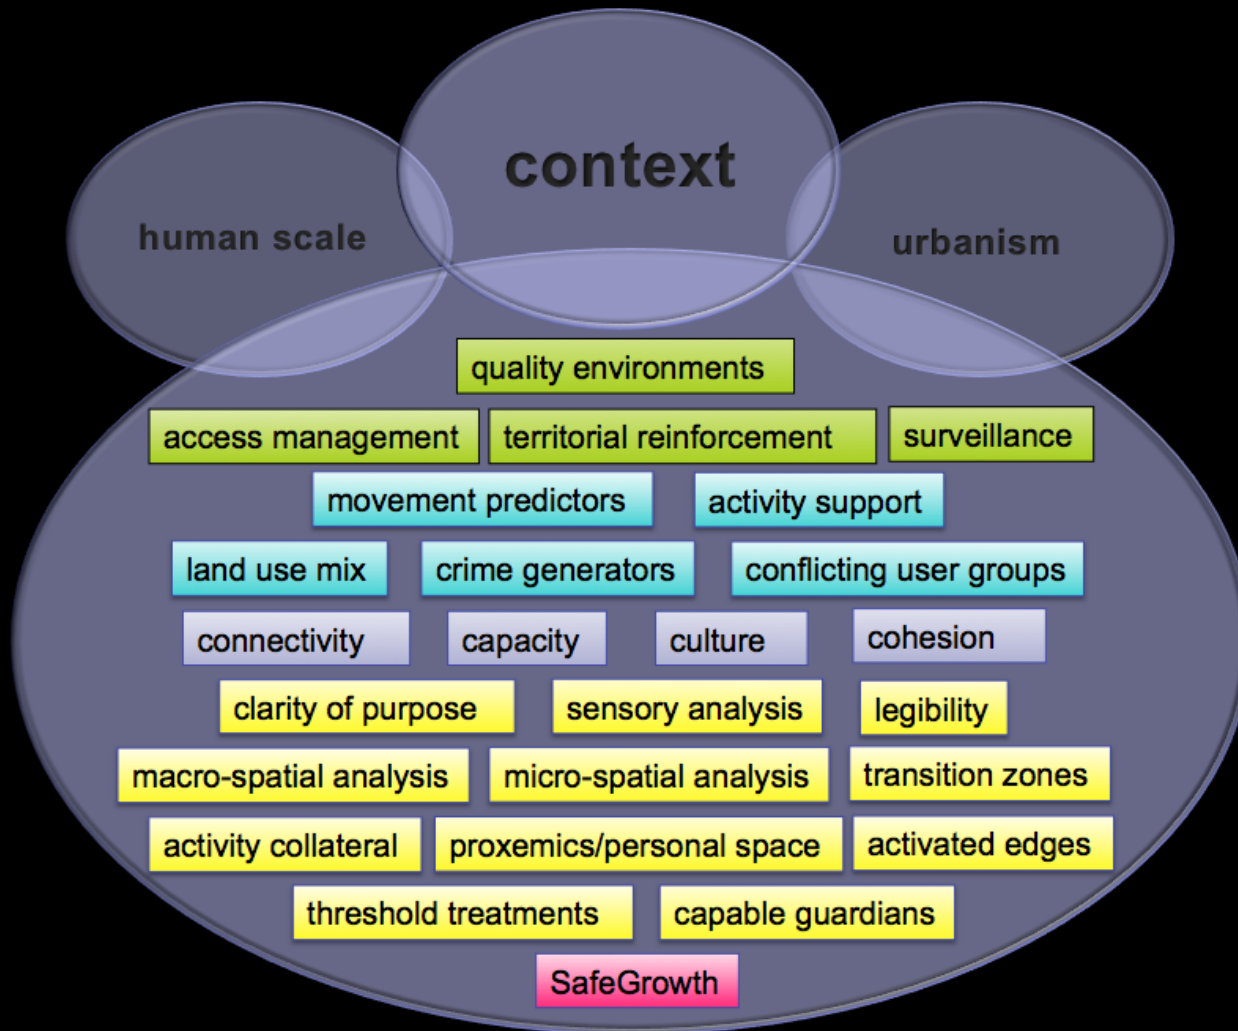 context
human scale
urbanism
quality environments
access management
territorial reinforcement
surveillance
movement predictors
activity support
land use mix
crime generators
conflicting user groups
connectivity
capacity
culture
cohesion
clarity of purpose
sensory analysis
legibility
macro-spatial analysis
micro-spatial analysis
transition zones
activity collateral
proxemics/personal space
activated edges
threshold treatments
capable guardians
SafeGrowth